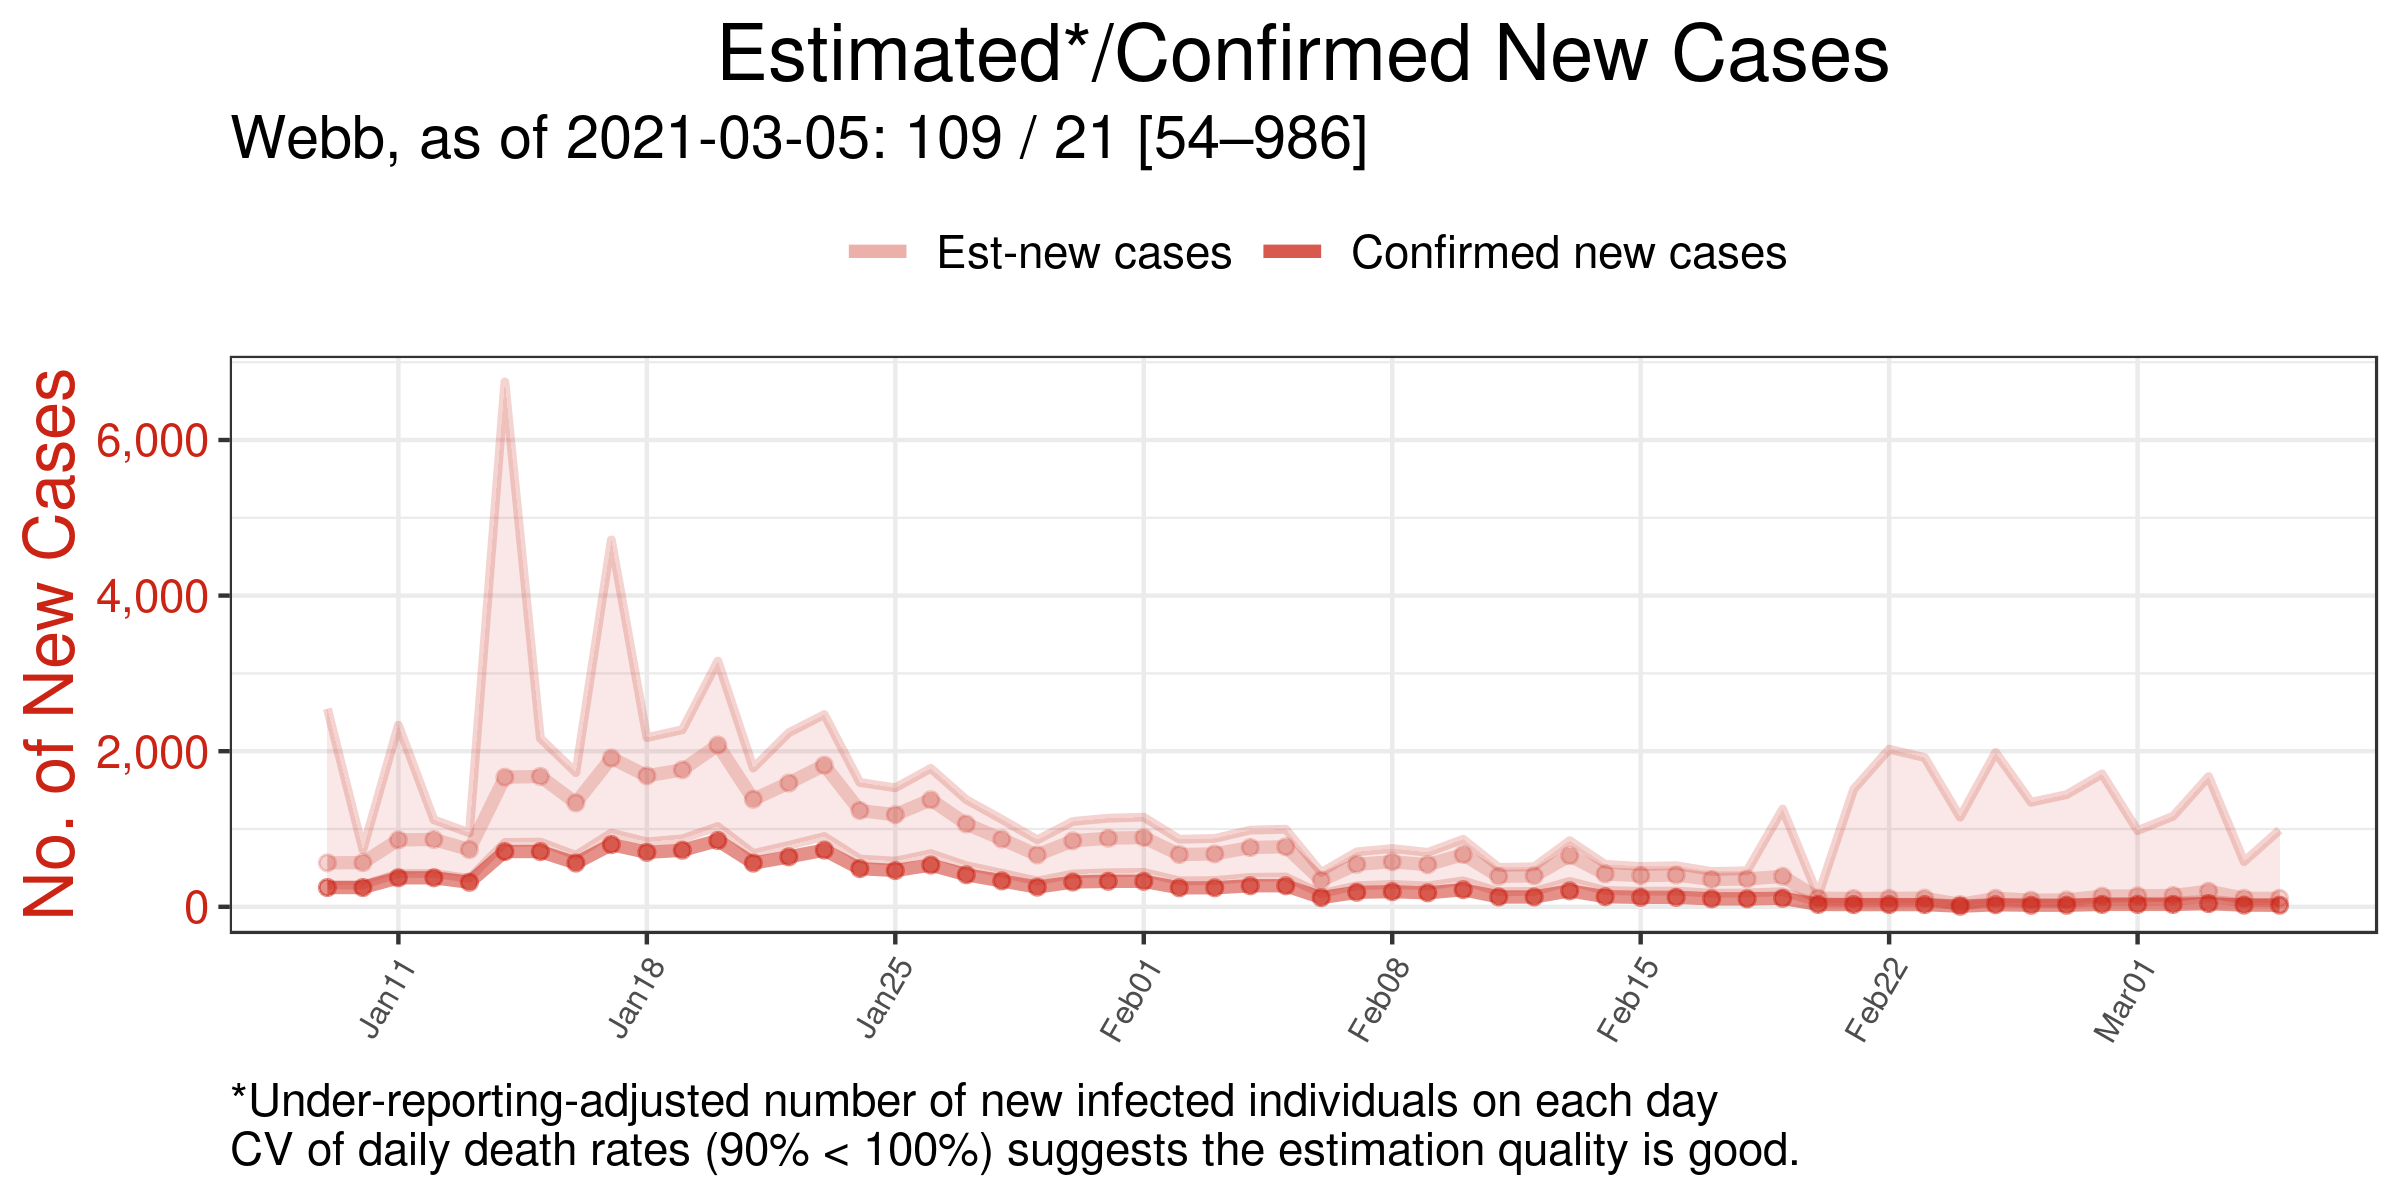 Estimated*/Confirmed New Cases
Webb, as of 2021-03-05: 109 / 21 [54–986]
Est-new cases
Confirmed new cases
No. of New Cases
6,000
4,000
2,000
0
Jan11
Jan18
Jan25
Feb01
Feb08
Feb15
Feb22
Mar01
*Under-reporting-adjusted number of new infected individuals on each day
CV of daily death rates (90% < 100%) suggests the estimation quality is good.